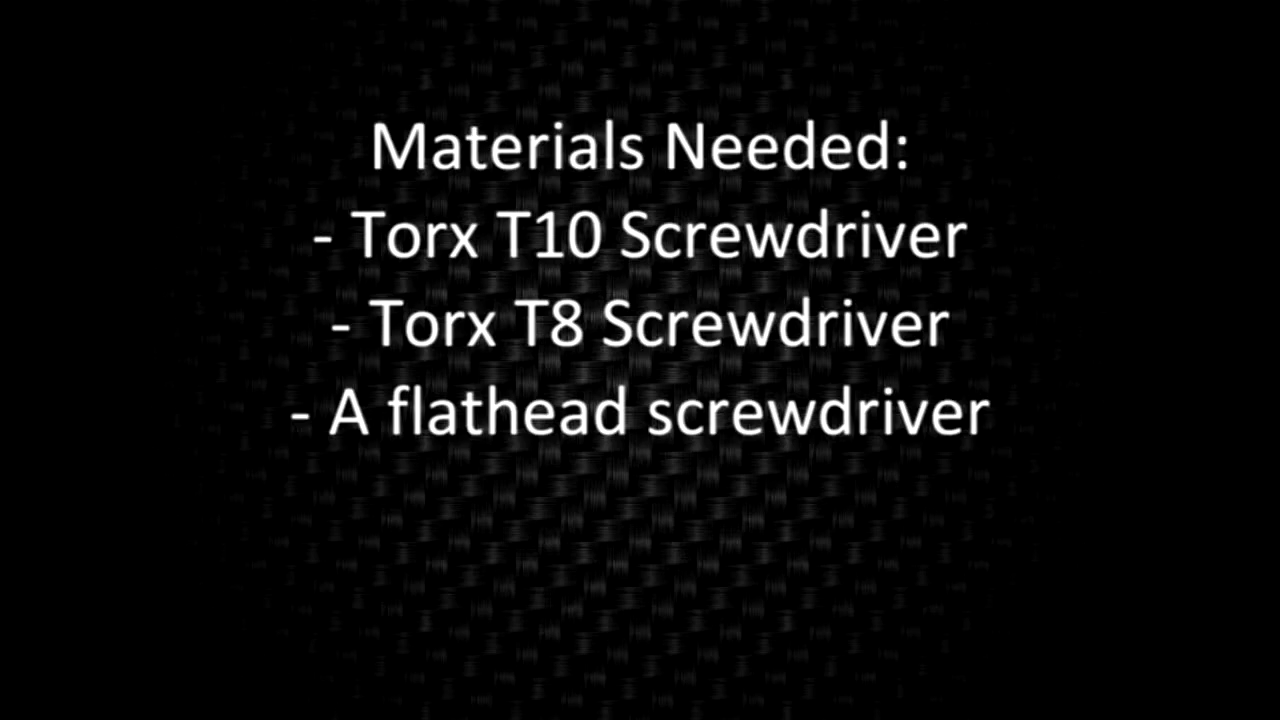 Materials Needed:
- Torx T10 Screwdriver
- Torx T8 Screwdriver
- A flathead screwdriver